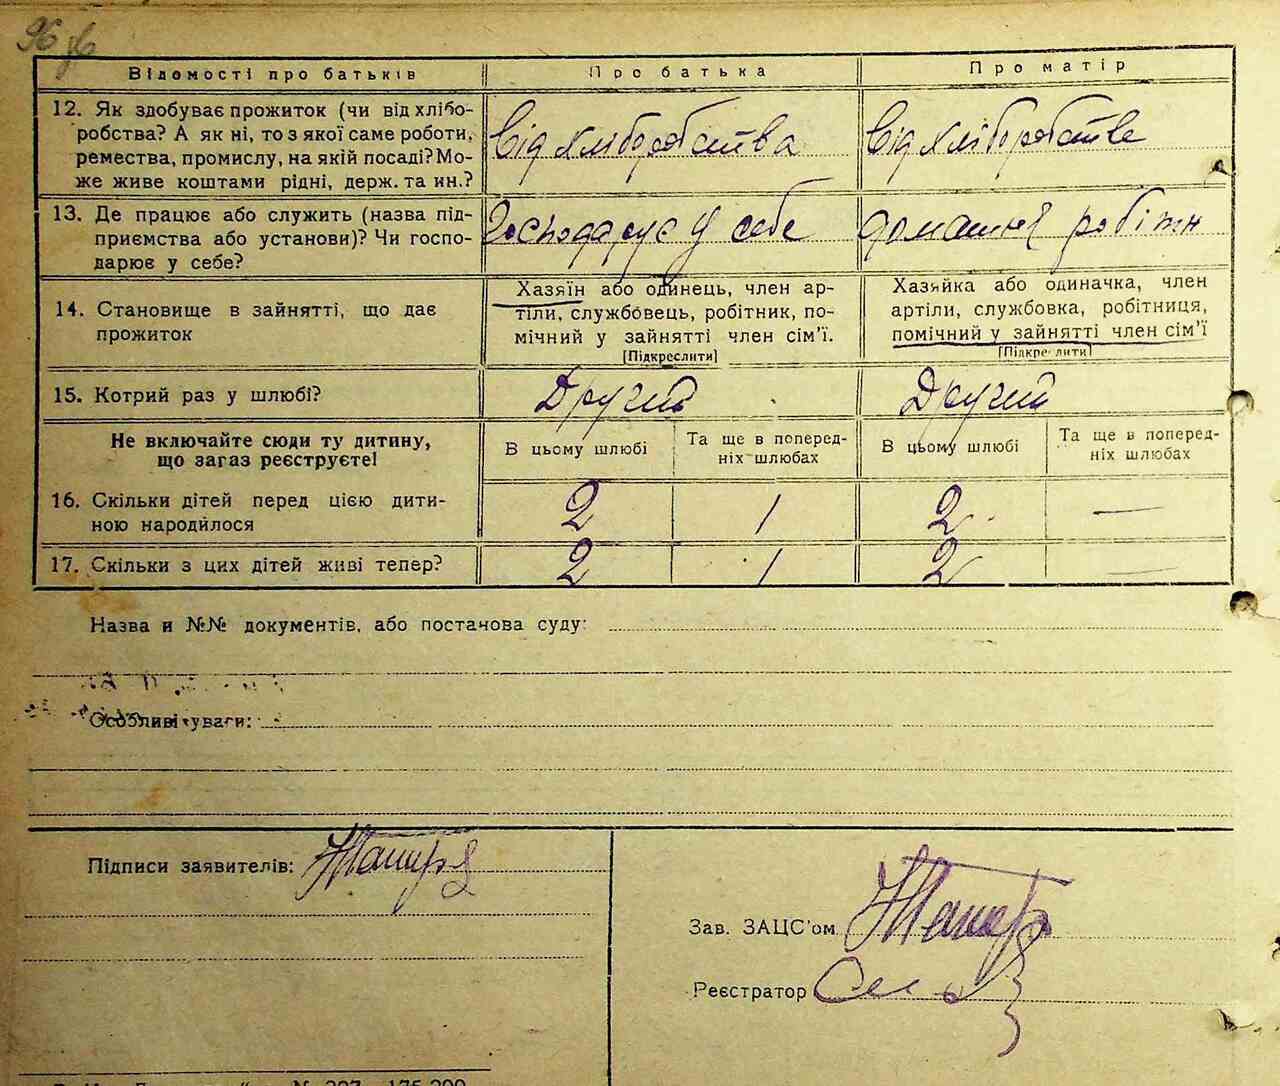 96
Відомості про батьків Про батька Про матір
12. Як здобуває прожиток (чи від хлібо-
робства? А як ні, то з якої саме роботи,
ремества, промислу, на якій посаді? Мо-
же живе коштами рідні, держ. та ин.?
Від хліборобства
Від хліборобства
13. Де працює або служить (назва під-
приємства або установи)? Чи госпо-
дарює у себе?
Господарує у себе
домашня робітн
14. Становище в зайнятті, що дає
прожиток
Хазяїн або одинець, член ар-
тіли, службовець, робітник, по-
мічний у зайнятті член сім'ї.
[Підкреслити]
Хазяйка або одиначка, член
артіли, службовка, робітниця,
помічний у зайнятті член сім'ї
[Підкреслити]
15. Котрий раз у шлюбі?
Другий
Другий
Не включайте сюди ту дитину,
що загаз реєструєте!
В цьому шлюбі
Та ще в поперед-
ніх шлюбах
В цьому шлюбі
Та ще в поперед-
ніх шлюбах
16. Скільки дітей перед цією дити-
ною народилося
2 1 2 —
17. Скільки з цих дітей живі тепер?
2 1 2 —
Назва и №№ документів, або постанова суду:
Особливі уваги:
Підписи заявителів:
Зав. ЗАЦС'ом
Реєстратор